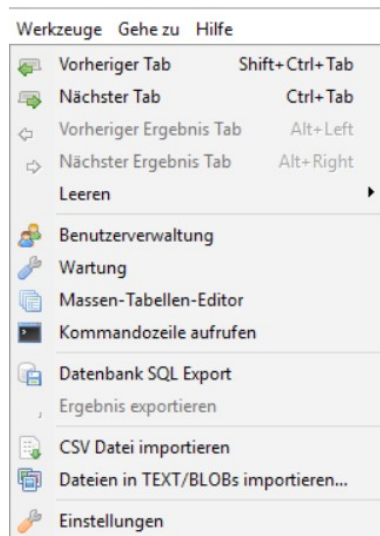 Werkzeuge Gehe zu Hilfe
Vorheriger Tab Shift+Ctrl+Tab
Nächster Tab Ctrl+Tab
Vorheriger Ergebnis Tab Alt+Left
Nächster Ergebnis Tab Alt+Right
Leeren
Benutzerverwaltung
Wartung
Massen-Tabellen-Editor
Kommandozeile aufrufen
Datenbank SQL Export
Ergebnis exportieren
CSV Datei importieren
Dateien in TEXT/BLOBs importieren...
Einstellungen